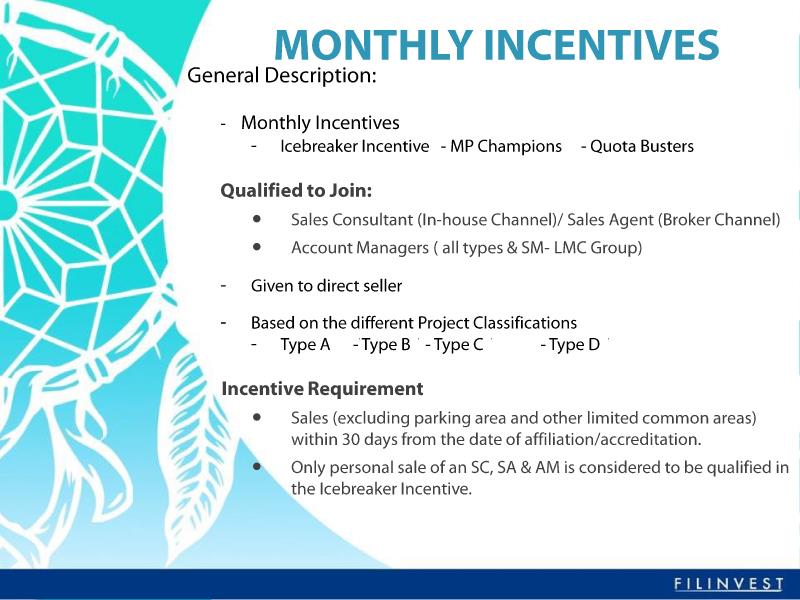 MONTHLY INCENTIVES
General Description:
- Monthly Incentives
- Icebreaker Incentive - MP Champions - Quota Busters
Qualified to Join:
• Sales Consultant (In-house Channel)/ Sales Agent (Broker Channel)
• Account Managers ( all types & SM- LMC Group)
- Given to direct seller
- Based on the different Project Classifications
- Type A - Type B - Type C - Type D
Incentive Requirement
• Sales (excluding parking area and other limited common areas)
within 30 days from the date of affiliation/accreditation.
• Only personal sale of an SC, SA & AM is considered to be qualified in
the Icebreaker Incentive.
FILINVEST